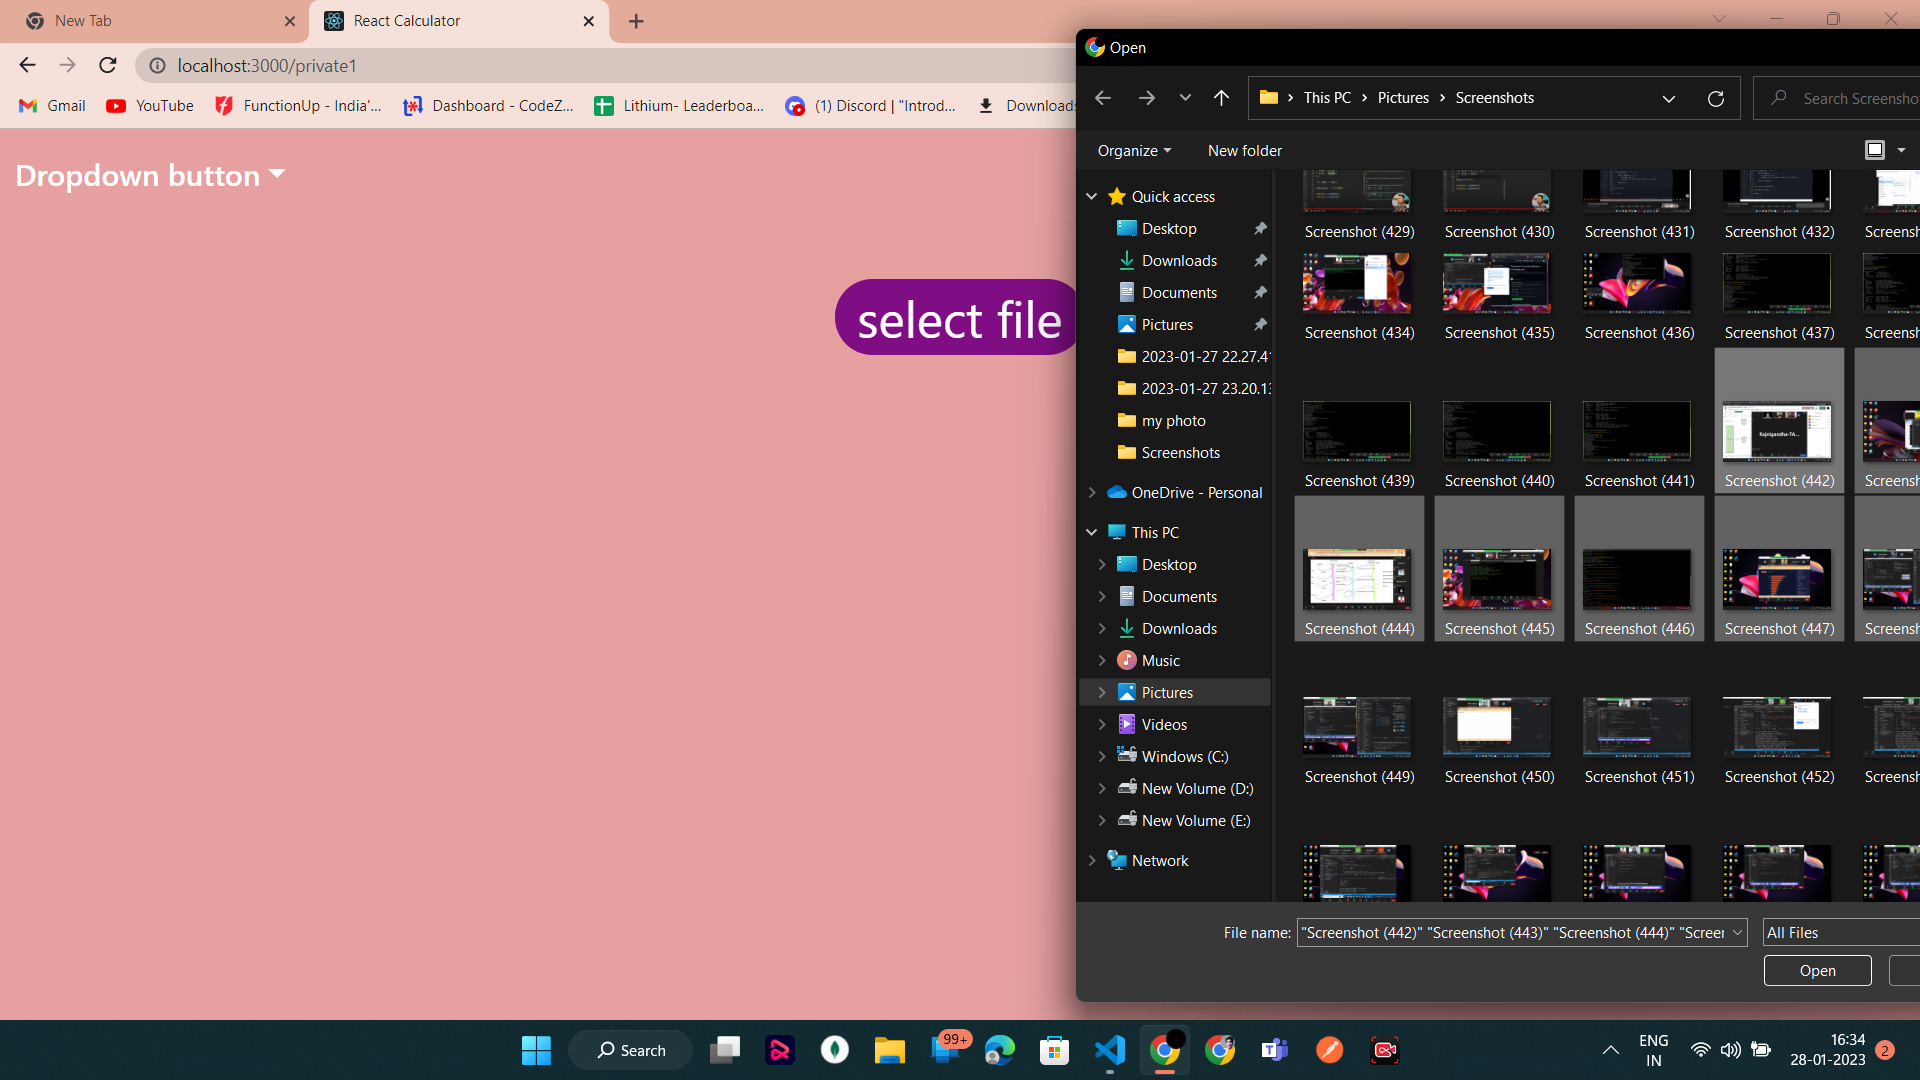 New Tab
React Calculator
localhost:3000/private1
Gmail
YouTube
FunctionUp - India'...
Dashboard - CodeZ...
Lithium- Leaderboa...
(1) Discord | "Introd...
Downloads
Dropdown button
select file
Open
This PC
Pictures
Screenshots
Search Screensho
Organize
New folder
Quick access
Desktop
Downloads
Documents
Pictures
2023-01-27 22.27.41
2023-01-27 23.20.13
my photo
Screenshots
OneDrive - Personal
This PC
Desktop
Documents
Downloads
Music
Pictures
Videos
Windows (C:)
New Volume (D:)
New Volume (E:)
Network
Screenshot (429)
Screenshot (430)
Screenshot (431)
Screenshot (432)
Screensh
Screenshot (434)
Screenshot (435)
Screenshot (436)
Screenshot (437)
Screensh
Rajnigandha-TA...
Screenshot (439)
Screenshot (440)
Screenshot (441)
Screenshot (442)
Screensh
Screenshot (444)
Screenshot (445)
Screenshot (446)
Screenshot (447)
Screensh
Screenshot (449)
Screenshot (450)
Screenshot (451)
Screenshot (452)
Screensh
File name:
"Screenshot (442)" "Screenshot (443)" "Screenshot (444)" "Screer
All Files
Open
Search
99+
ENG
IN
16:34
28-01-2023
2